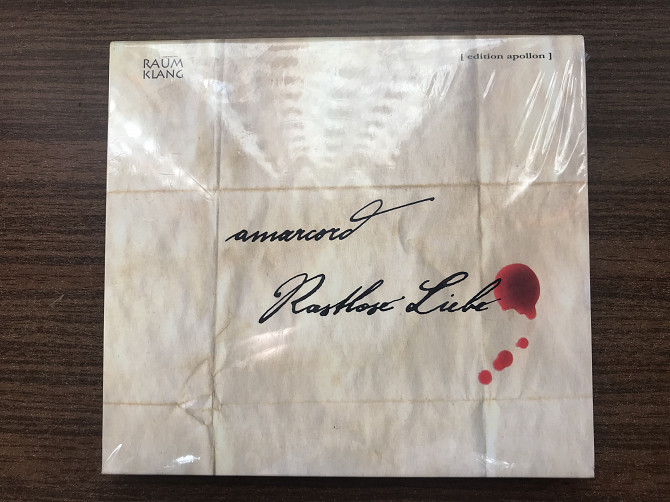 RAUM
KLANG
[ edition apollon ]
amarcord
Rastlose Liebe